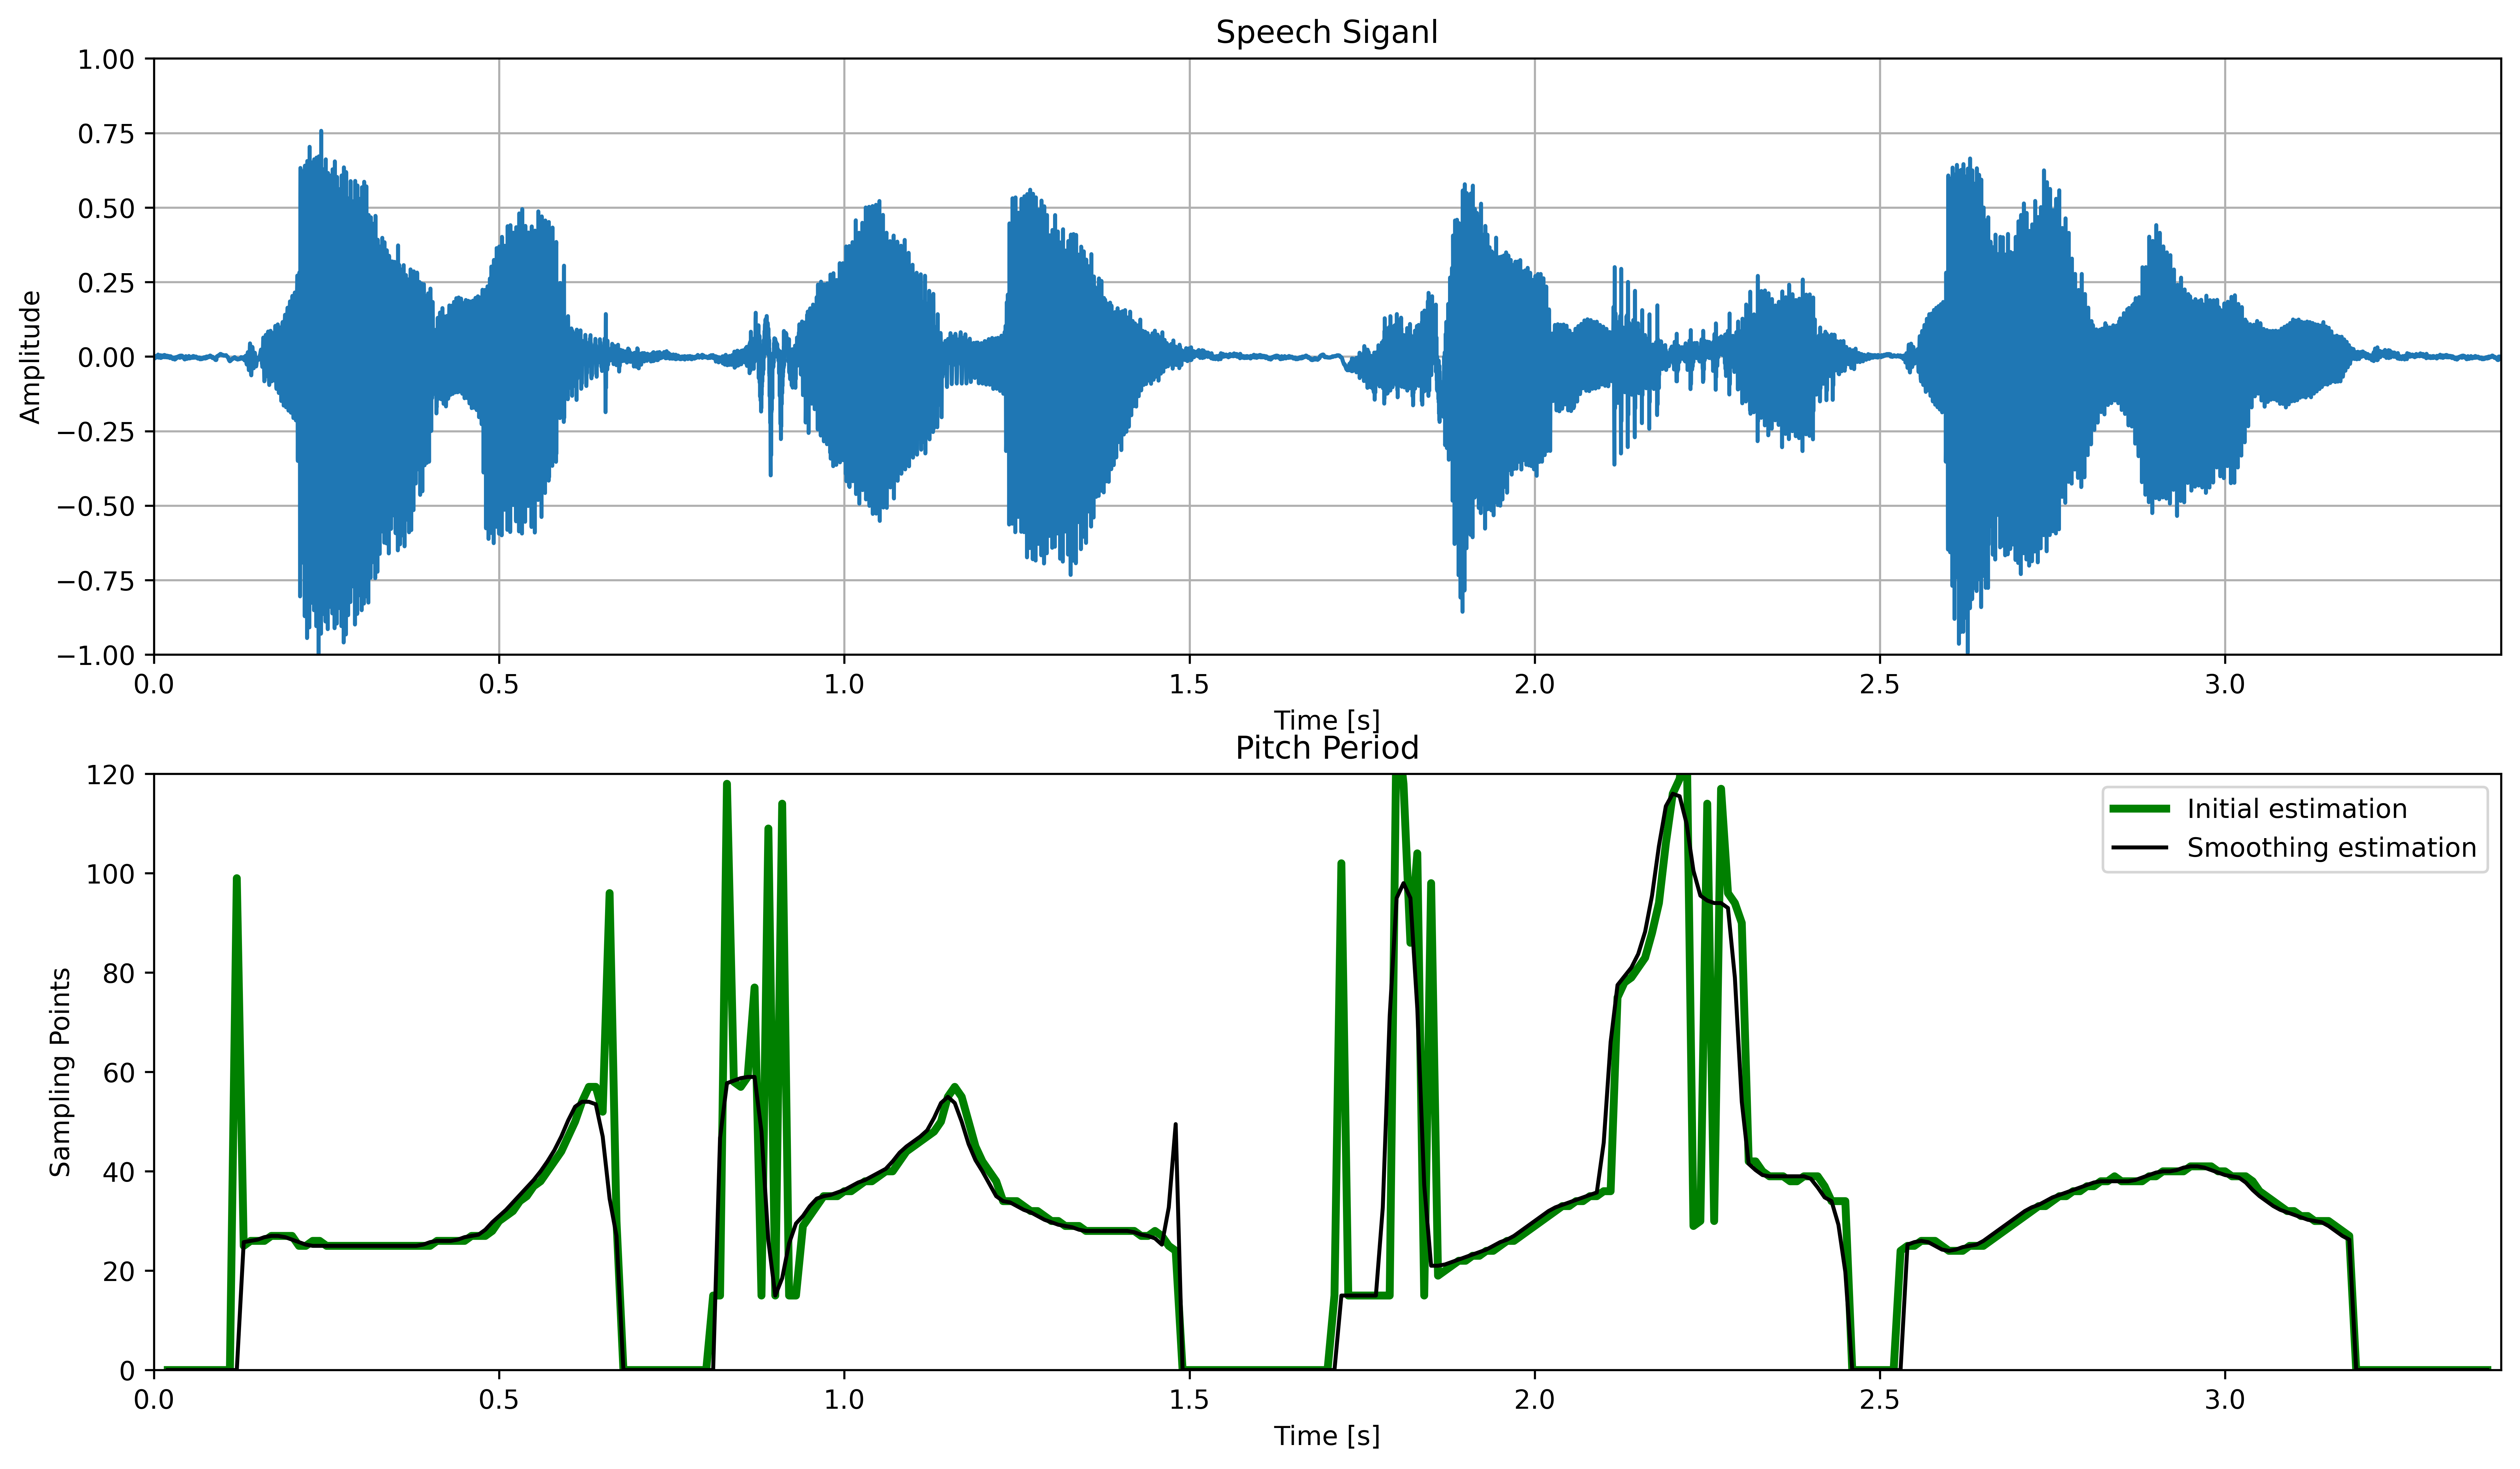 Speech Siganl
1.00
0.75
0.50
0.25
0.00
−0.25
−0.50
−0.75
−1.00
Amplitude
0.0 0.5 1.0 1.5 2.0 2.5 3.0
Time [s]
Pitch Period
120
100
80
60
40
20
0
Sampling Points
Initial estimation
Smoothing estimation
0.0 0.5 1.0 1.5 2.0 2.5 3.0
Time [s]